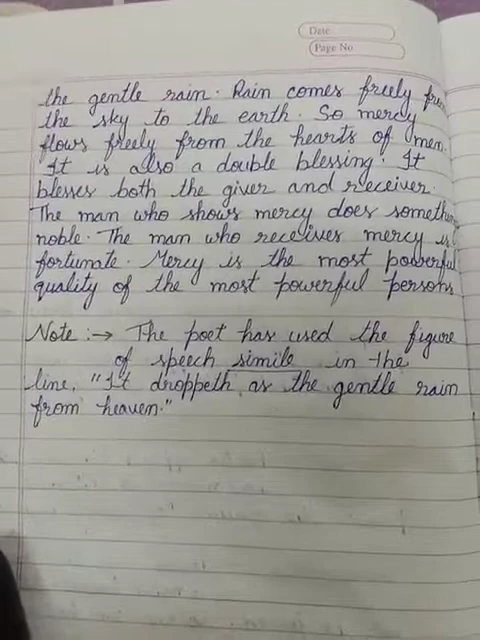 Date
Page No
the gentle rain. Rain comes freely from
the sky to the earth. So mercy
flows freely from the hearts of men.
It is also a double blessing. It
blesses both the giver and receiver.
The man who shows mercy does somethin
noble. The man who receives mercy is
fortunate. Mercy is the most powerful
quality of the most powerful persons
Note :→ The poet has used the figure
of speech simile in the
line, "It droppeth as the gentle rain
from heaven."